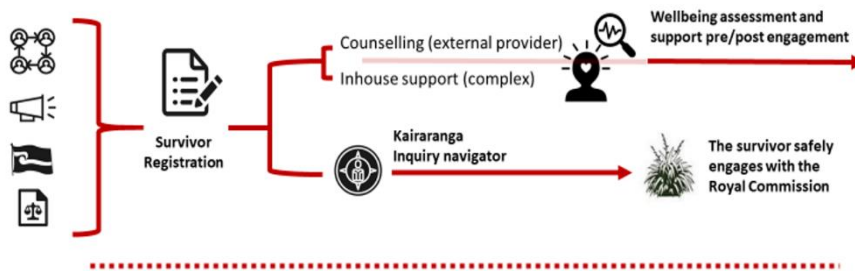 Survivor
Registration
Counselling (external provider)
Inhouse support (complex)
Wellbeing assessment and
support pre/post engagement
Kairaranga
Inquiry navigator
The survivor safely
engages with the
Royal Commission